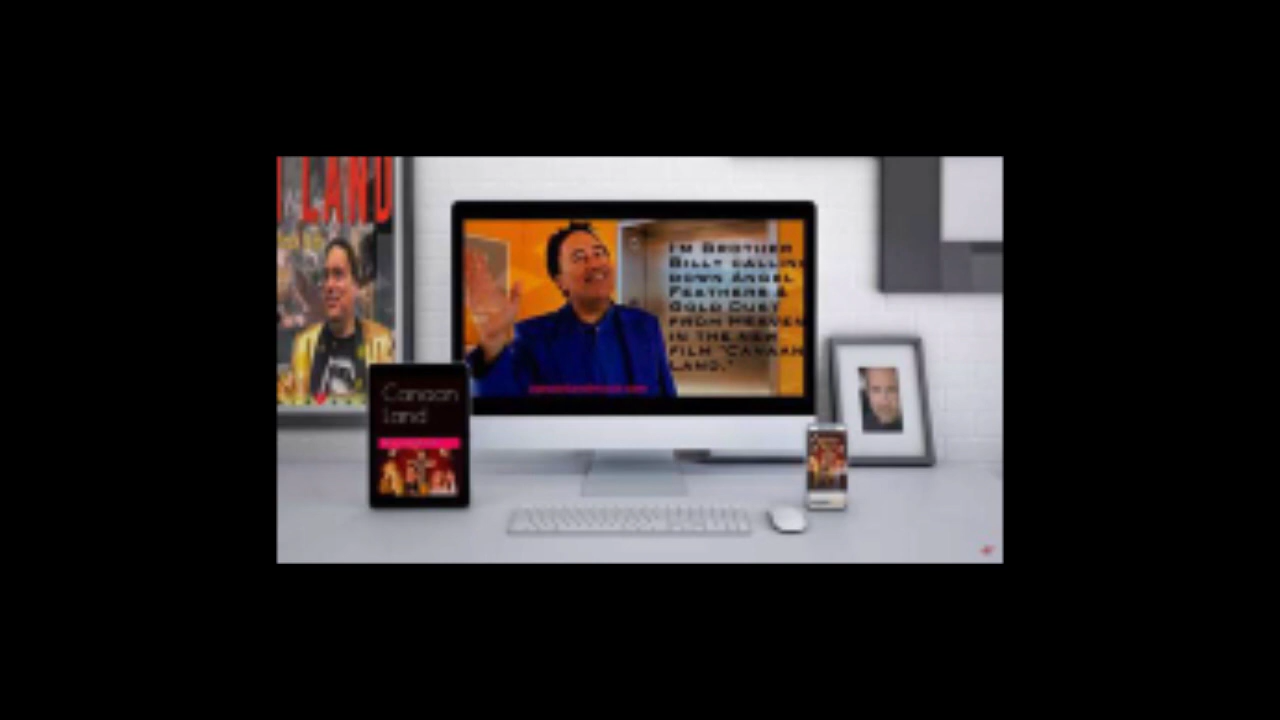 LAND
I'M BROTHER
BILLY CALLING
DOWN ANGEL
FEATHERS &
GOLD DUST
FROM HEAVEN
IN THE NEW
FILM "CANAAN
LAND."
Canaan
Land